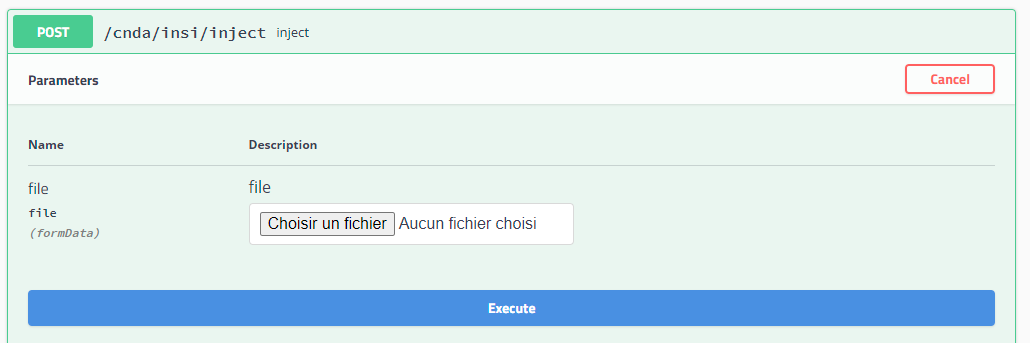 POST /cnda/insi/inject inject
Parameters Cancel
Name Description
file file
file
(formData)
Choisir un fichier Aucun fichier choisi
Execute